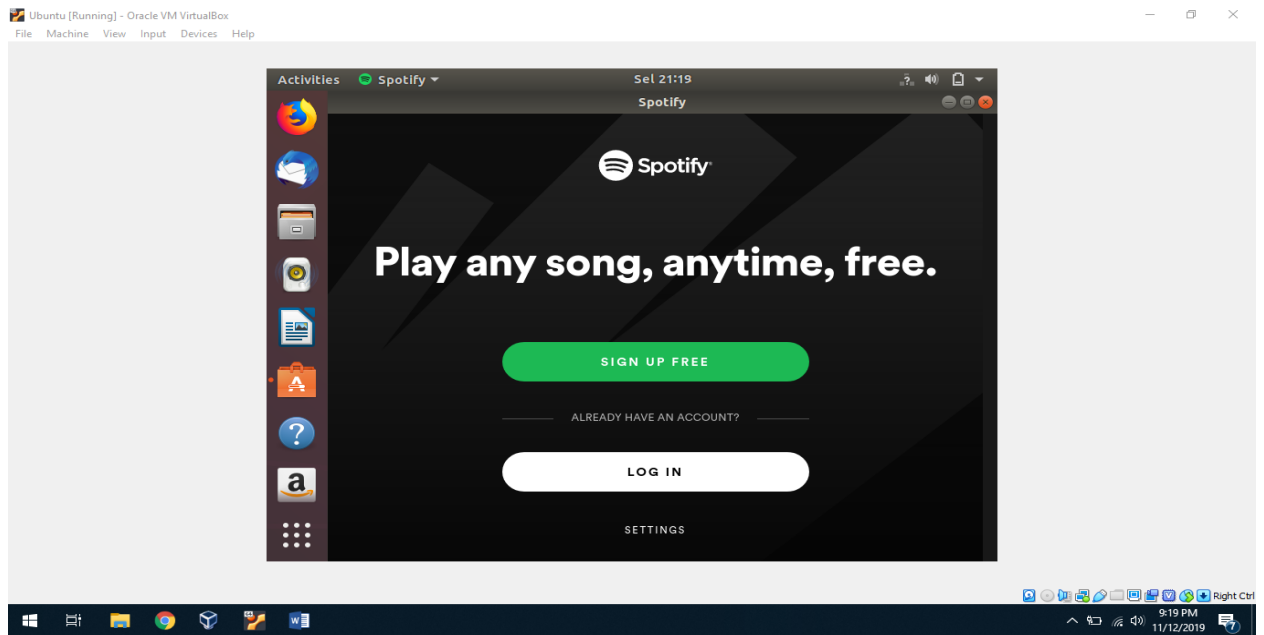 Ubuntu [Running] - Oracle VM VirtualBox
File Machine View Input Devices Help
Activities Spotify Sel 21:19
Spotify
Spotify
Play any song, anytime, free.
SIGN UP FREE
ALREADY HAVE AN ACCOUNT?
LOG IN
SETTINGS
Right Ctrl
9:19 PM
11/12/2019